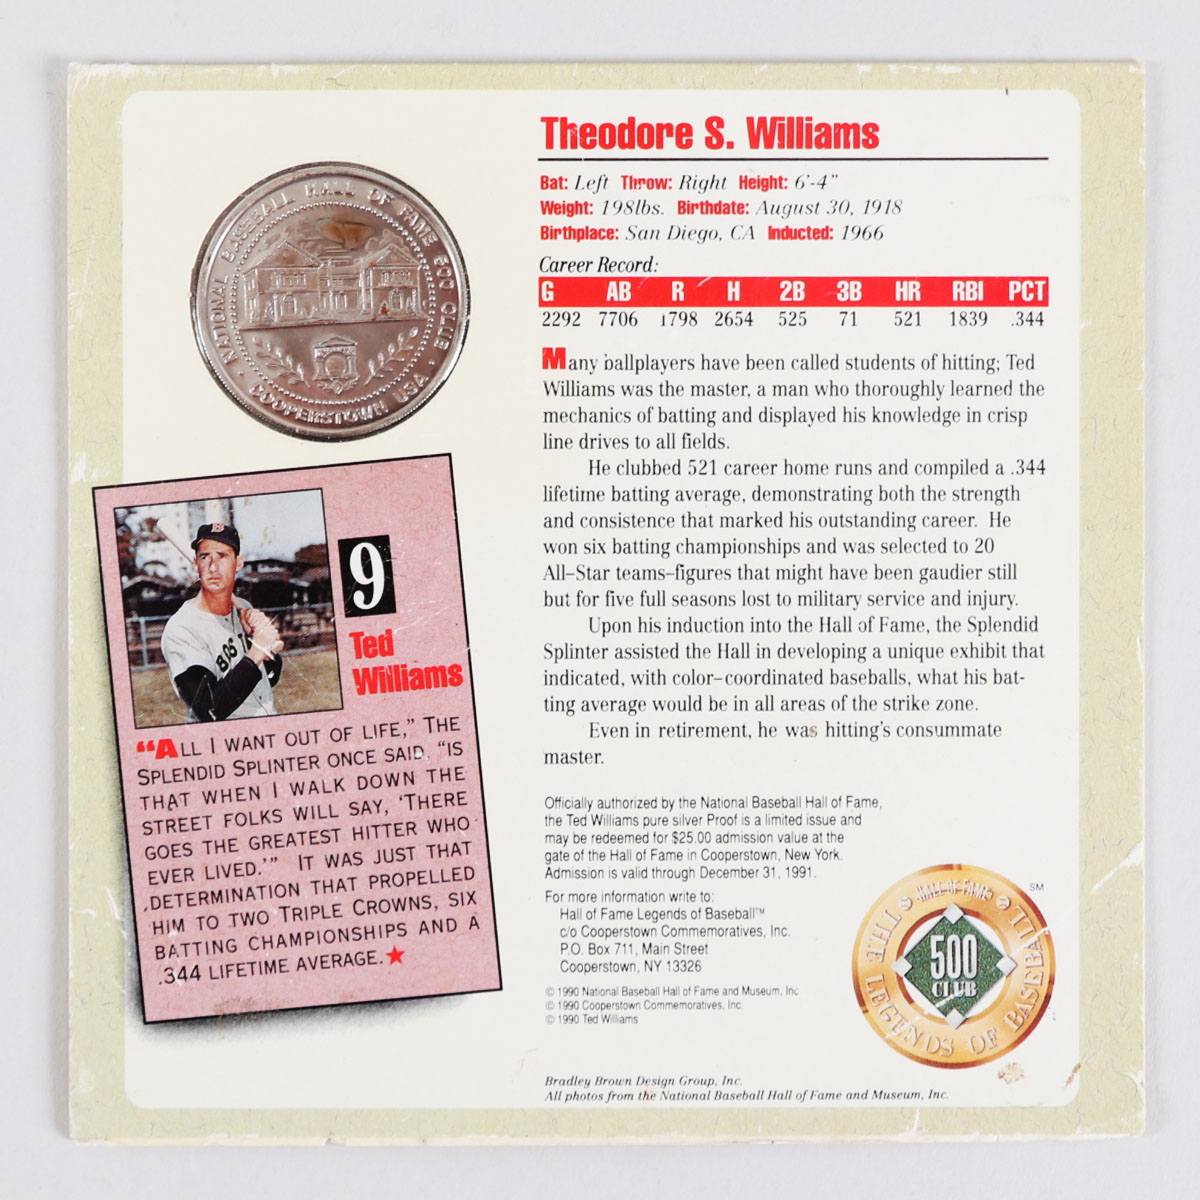 NATIONAL BASEBALL HALL OF FAME 500 CLUB
COOPERSTOWN USA
Theodore S. Williams
Bat: Left Throw: Right Height: 6'-4"
Weight: 198lbs. Birthdate: August 30, 1918
Birthplace: San Diego, CA Inducted: 1966
Career Record:
G AB R H 2B 3B HR RBI PCT
2292 7706 1798 2654 525 71 521 1839 .344
Many ballplayers have been called students of hitting; Ted
Williams was the master, a man who thoroughly learned the
mechanics of batting and displayed his knowledge in crisp
line drives to all fields.
He clubbed 521 career home runs and compiled a .344
lifetime batting average, demonstrating both the strength
and consistence that marked his outstanding career. He
won six batting championships and was selected to 20
All-Star teams-figures that might have been gaudier still
but for five full seasons lost to military service and injury.
Upon his induction into the Hall of Fame, the Splendid
Splinter assisted the Hall in developing a unique exhibit that
indicated, with color-coordinated baseballs, what his bat-
ting average would be in all areas of the strike zone.
Even in retirement, he was hitting's consummate
master.
B
BOST
9
Ted
Williams
"ALL I WANT OUT OF LIFE," THE
SPLENDID SPLINTER ONCE SAID, "IS
THAT WHEN I WALK DOWN THE
STREET FOLKS WILL SAY, 'THERE
GOES THE GREATEST HITTER WHO
EVER LIVED.'" IT WAS JUST THAT
DETERMINATION THAT PROPELLED
HIM TO TWO TRIPLE CROWNS, SIX
BATTING CHAMPIONSHIPS AND A
.344 LIFETIME AVERAGE.★
Officially authorized by the National Baseball Hall of Fame,
the Ted Williams pure silver Proof is a limited issue and
may be redeemed for $25.00 admission value at the
gate of the Hall of Fame in Cooperstown, New York.
Admission is valid through December 31, 1991.
For more information write to:
Hall of Fame Legends of Baseball™
c/o Cooperstown Commemoratives, Inc.
P.O. Box 711, Main Street
Cooperstown, NY 13326
© 1990 National Baseball Hall of Fame and Museum, Inc
© 1990 Cooperstown Commemoratives, Inc.
© 1990 Ted Williams
HALL OF FAME
THE LEGENDS OF BASEBALL
500
CLUB
SM
Bradley Brown Design Group, Inc.
All photos from the National Baseball Hall of Fame and Museum, Inc.